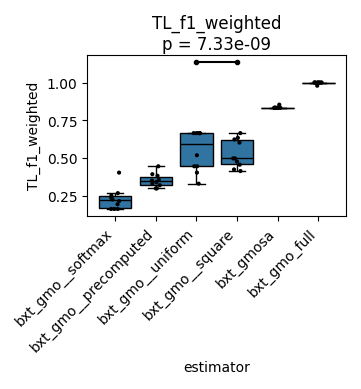 TL_f1_weighted
p = 7.33e-09
TL_f1_weighted
1.00
0.75
0.50
0.25
bxt_gmo__softmax
bxt_gmo__precomputed
bxt_gmo__uniform
bxt_gmo__square
bxt_gmosa
bxt_gmo_full
estimator